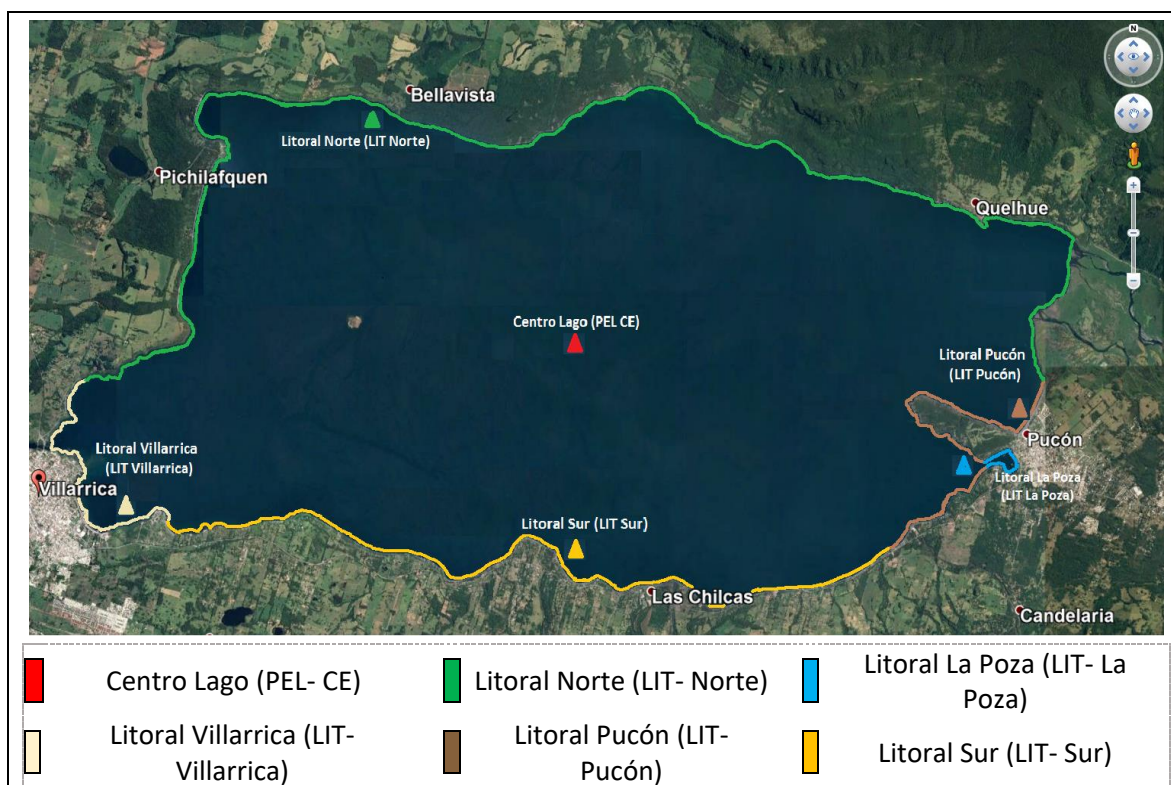 N
Bellavista
Litoral Norte (LIT Norte)
Pichilafquen
Quelhue
Centro Lago (PEL CE)
Litoral Pucón
(LIT Pucón)
Pucón
Litoral Villarrica
(LIT Villarrica)
Villarrica
Litoral La Poza
(LIT La Poza)
Litoral Sur (LIT Sur)
Las Chilcas
Candelaria
Centro Lago (PEL- CE)
Litoral Norte (LIT- Norte)
Litoral La Poza (LIT- La
Poza)
Litoral Villarrica (LIT-
Villarrica)
Litoral Pucón (LIT-
Pucón)
Litoral Sur (LIT- Sur)